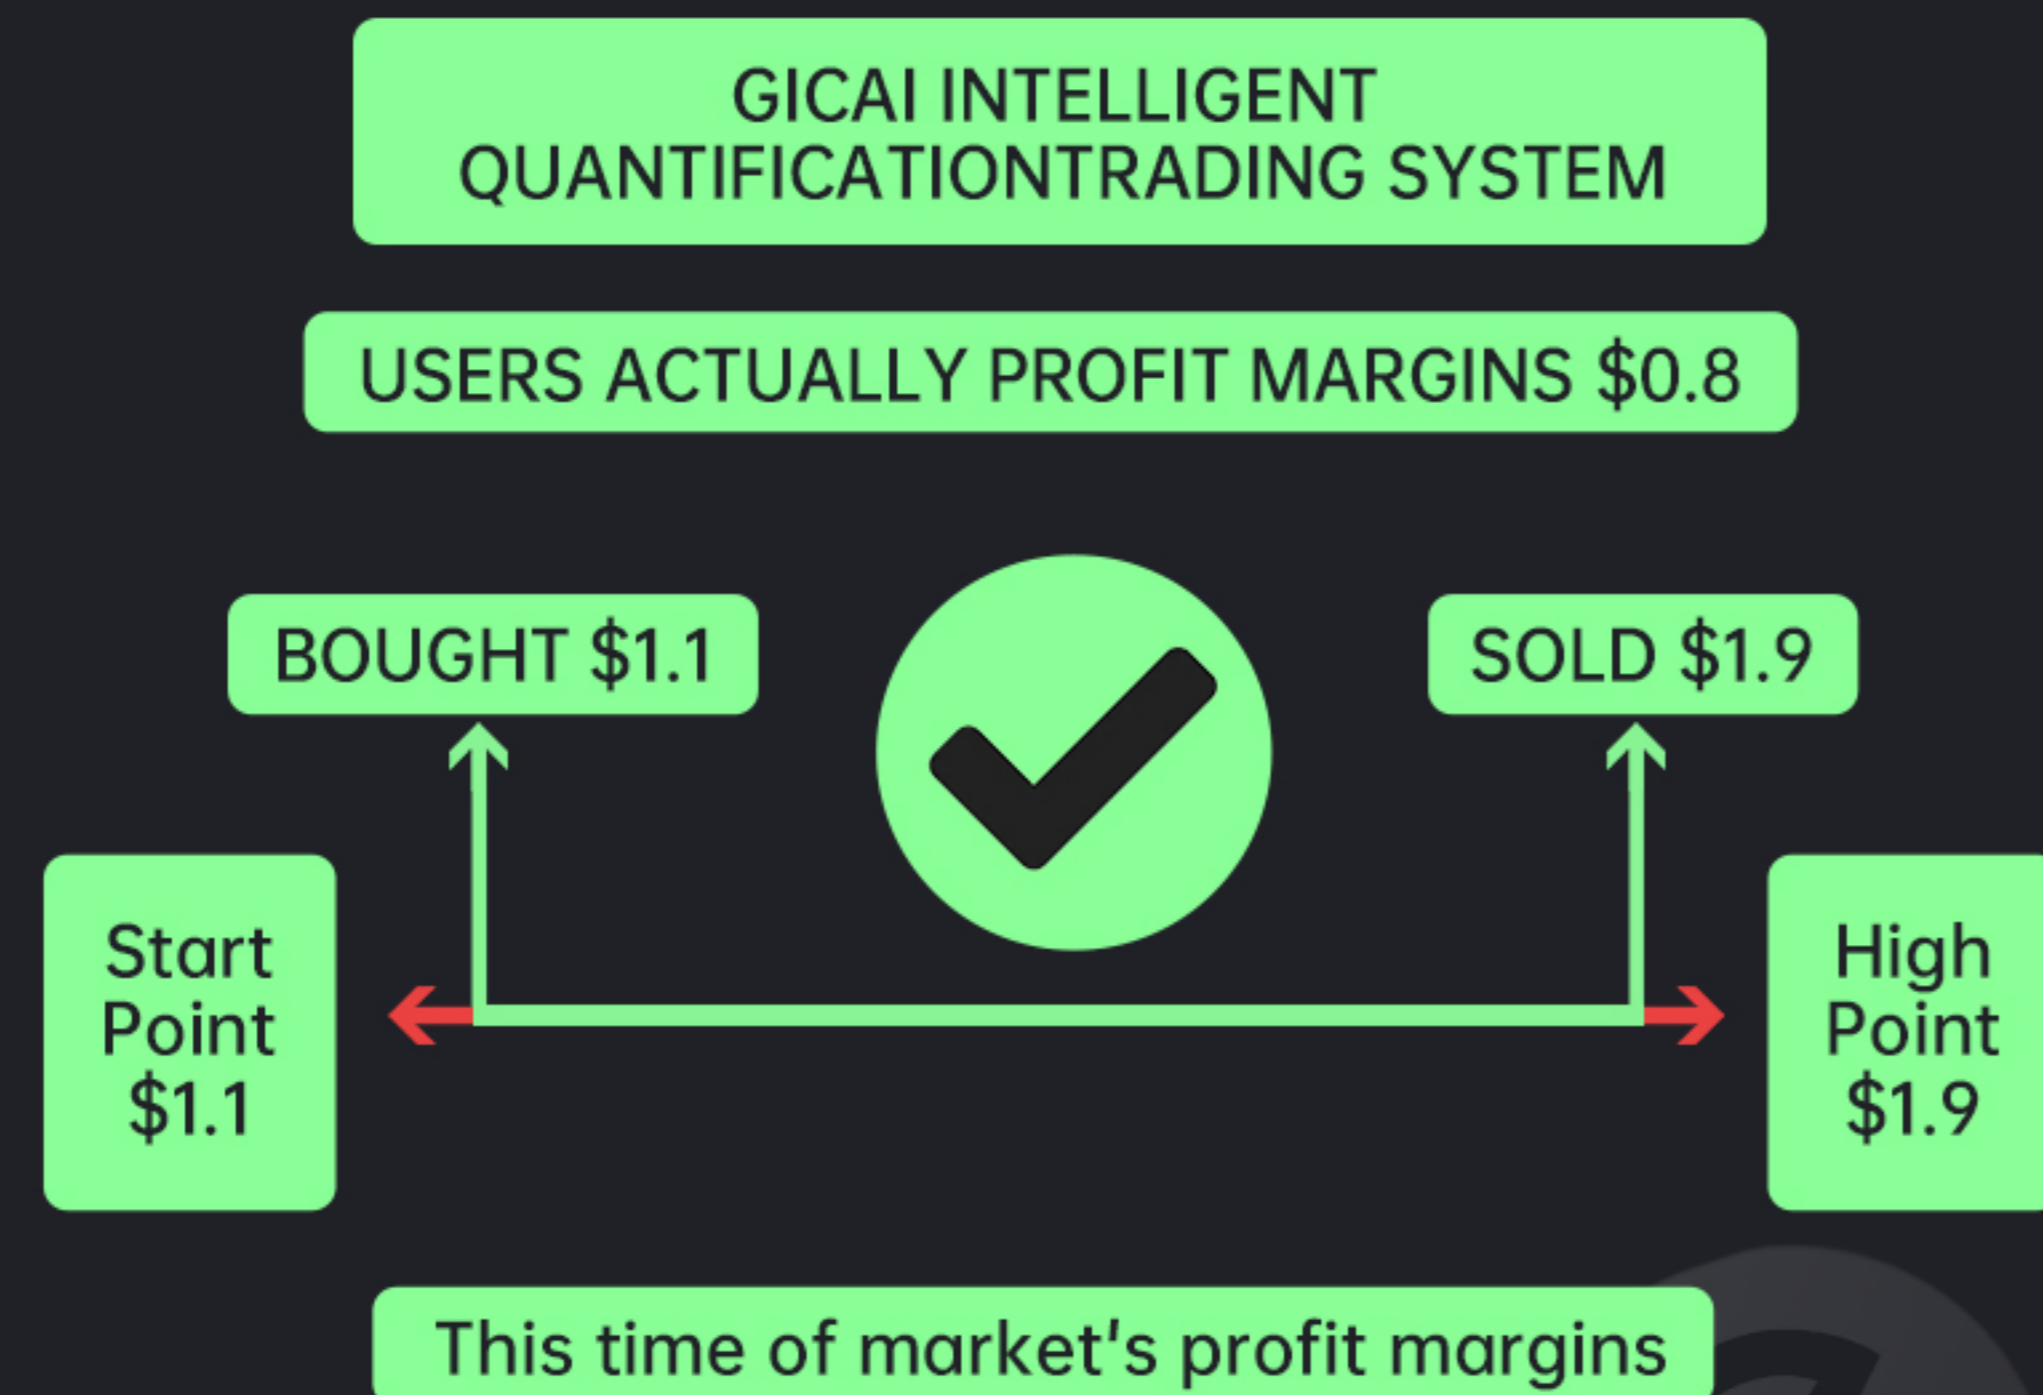 GICAI INTELLIGENT
QUANTIFICATIONTRADING SYSTEM
USERS ACTUALLY PROFIT MARGINS $0.8
BOUGHT $1.1
SOLD $1.9
Start
Point
$1.1
High
Point
$1.9
This time of market's profit margins